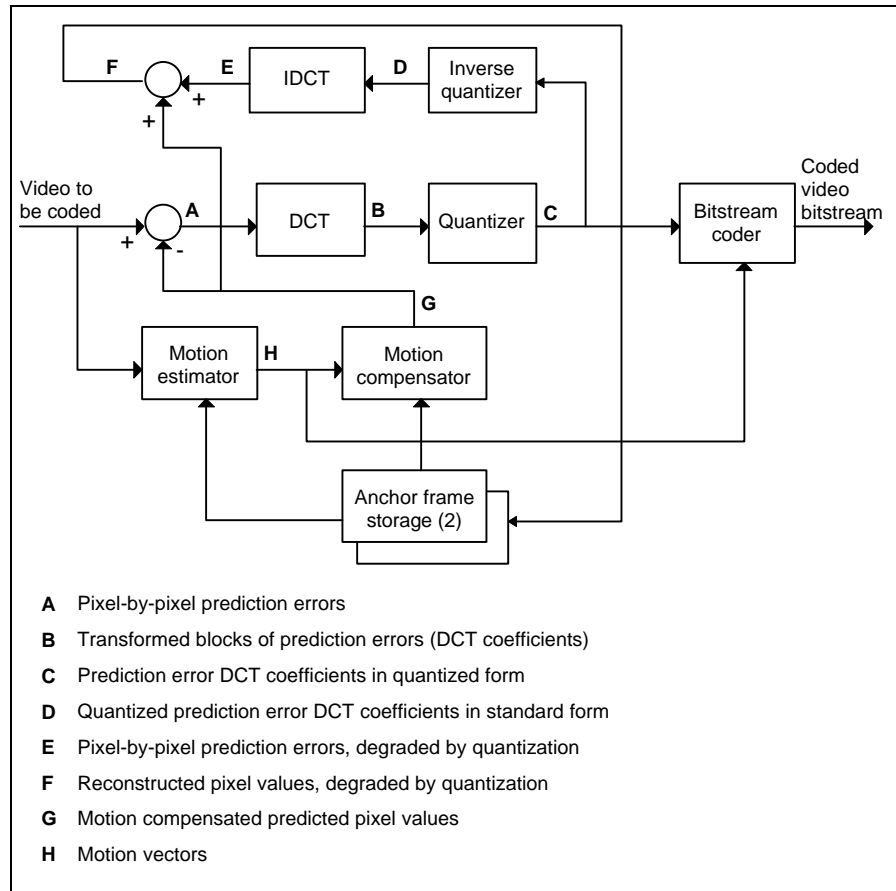 F
E
IDCT
D
Inverse
quantizer
+
+
Video to
be coded
A
DCT
B
Quantizer
C
Bitstream
coder
Coded
video
bitstream
+
-
G
Motion
estimator
H
Motion
compensator
Anchor frame
storage (2)
A Pixel-by-pixel prediction errors
B Transformed blocks of prediction errors (DCT coefficients)
C Prediction error DCT coefficients in quantized form
D Quantized prediction error DCT coefficients in standard form
E Pixel-by-pixel prediction errors, degraded by quantization
F Reconstructed pixel values, degraded by quantization
G Motion compensated predicted pixel values
H Motion vectors